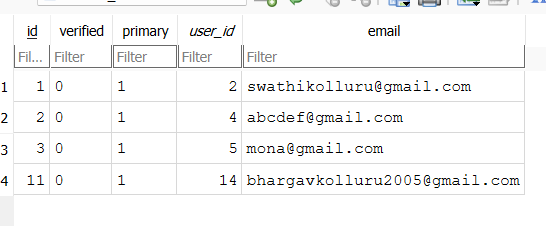 id verified primary user_id email
Fil... Filter Filter Filter Filter
1 1 0 1 2 swathikolluru@gmail.com
2 2 0 1 4 abcdef@gmail.com
3 3 0 1 5 mona@gmail.com
4 11 0 1 14 bhargavkolluru2005@gmail.com